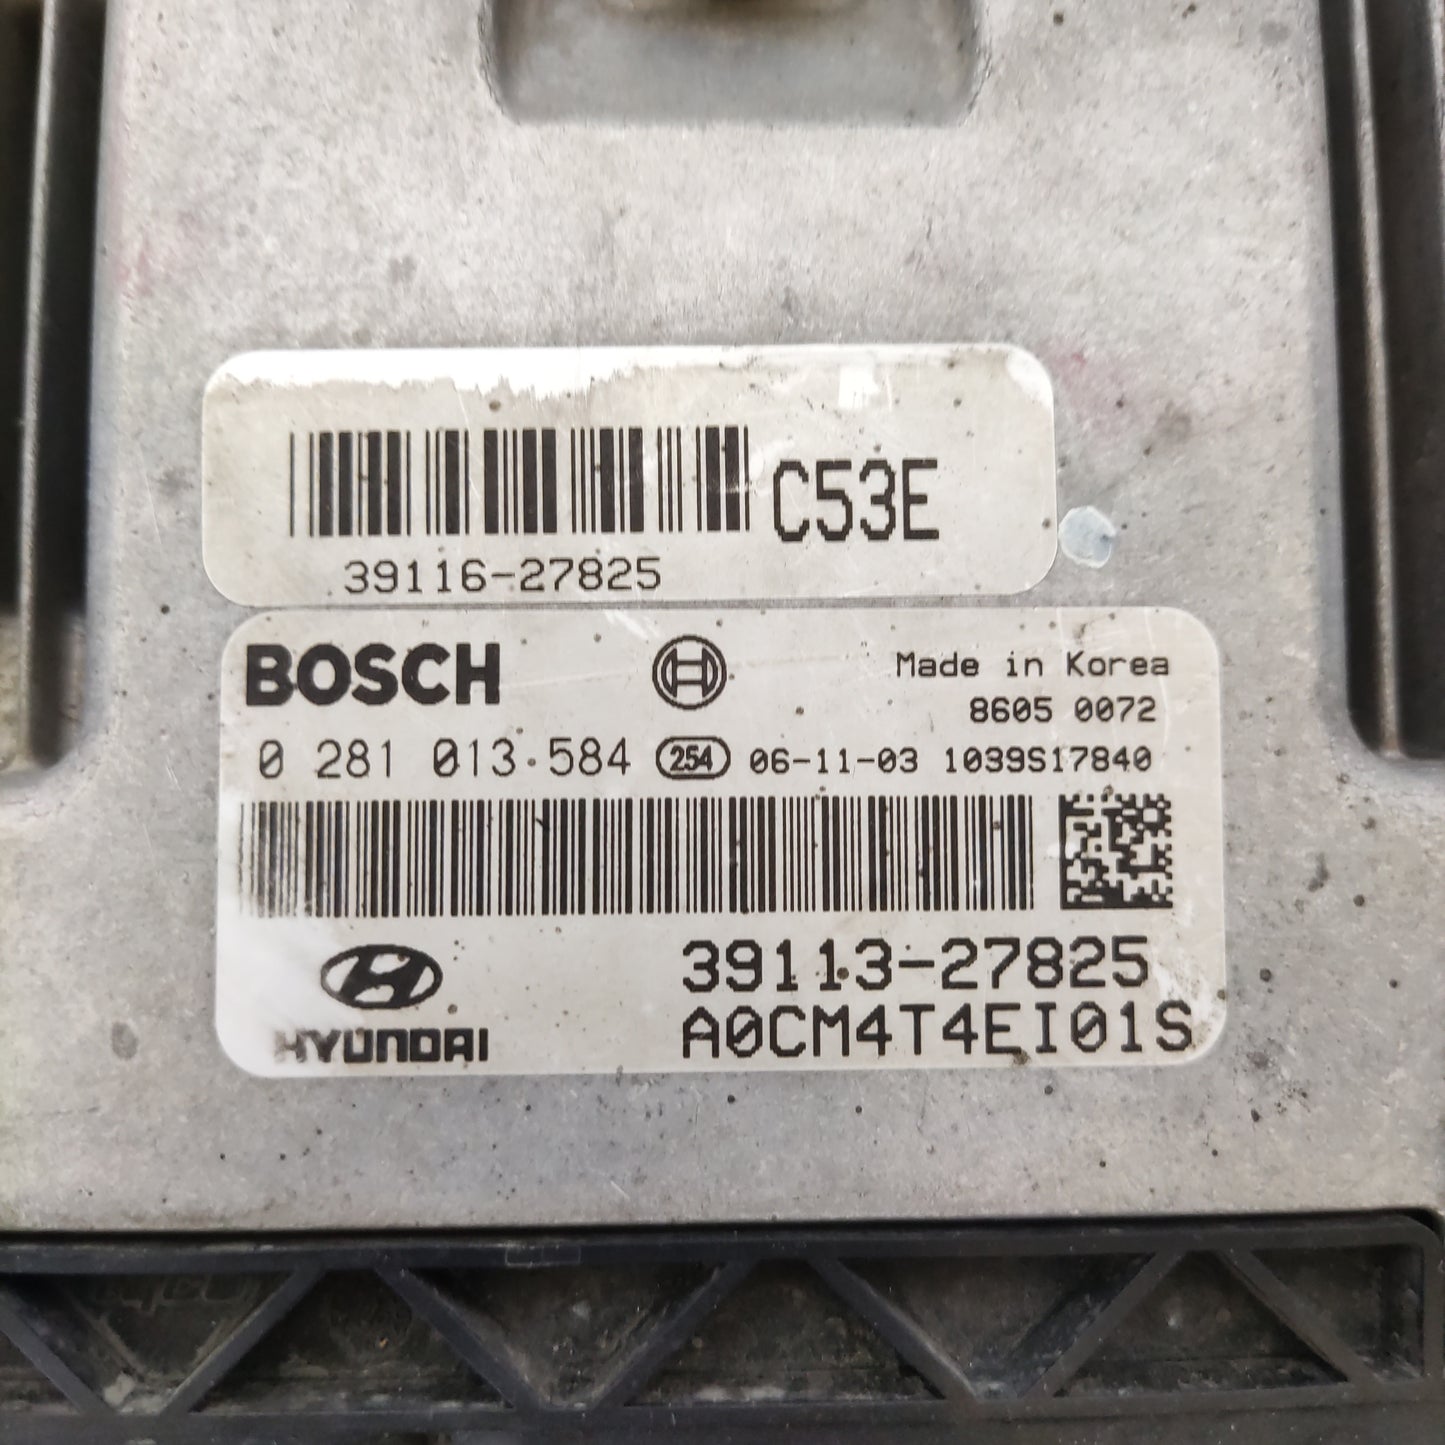 C53E
39116-27825
BOSCH
Made in Korea
8605 0072
0 281 013 584 254 06-11-03 1039S17840
39113-27825
HYUNDAI
A0CM4T4EI01S